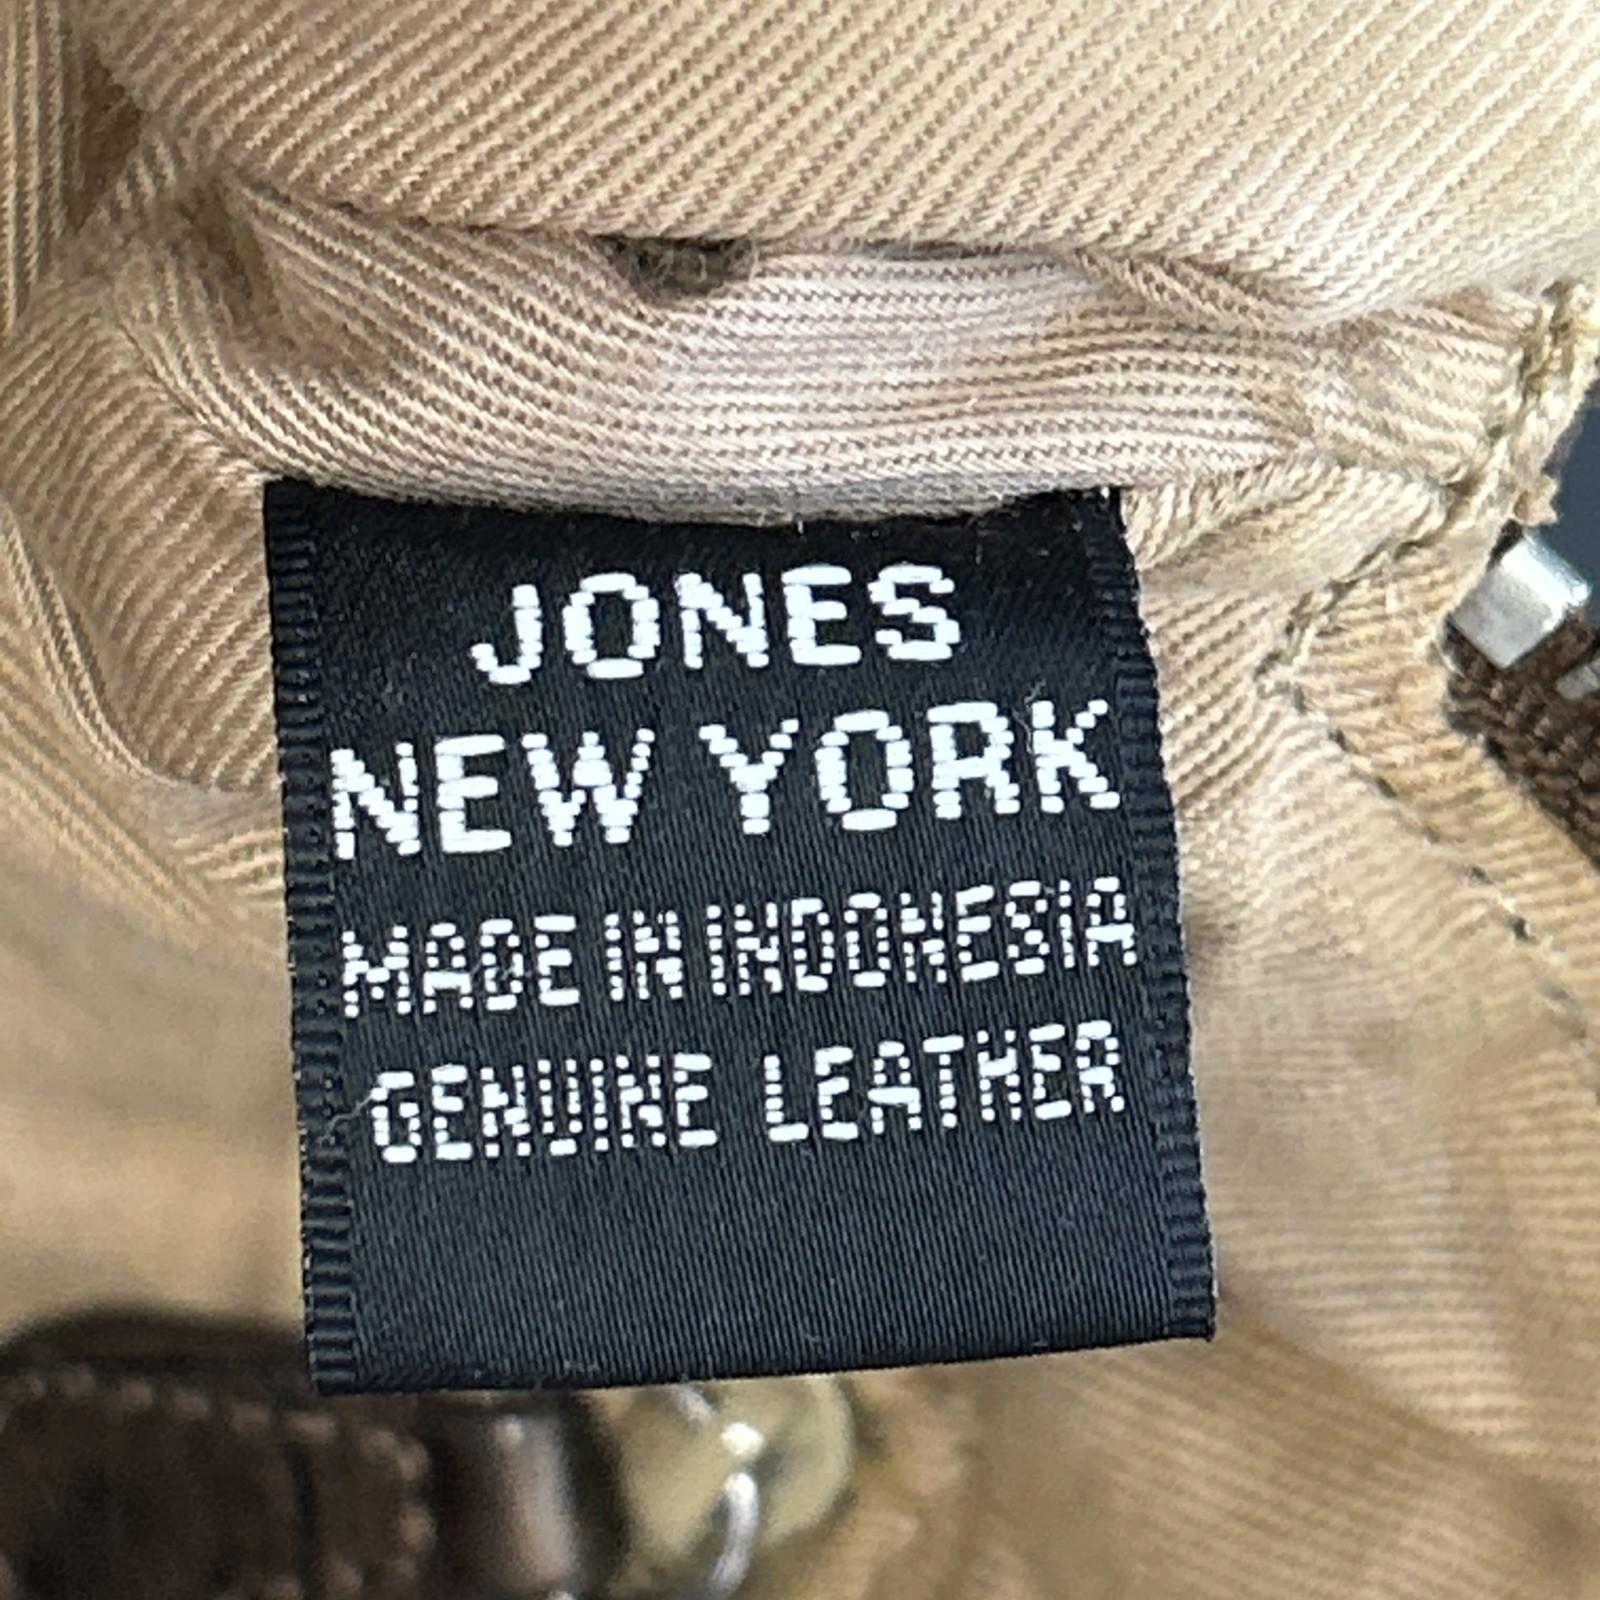 JONES
NEW YORK
MADE IN INDONESIA
GENUINE LEATHER